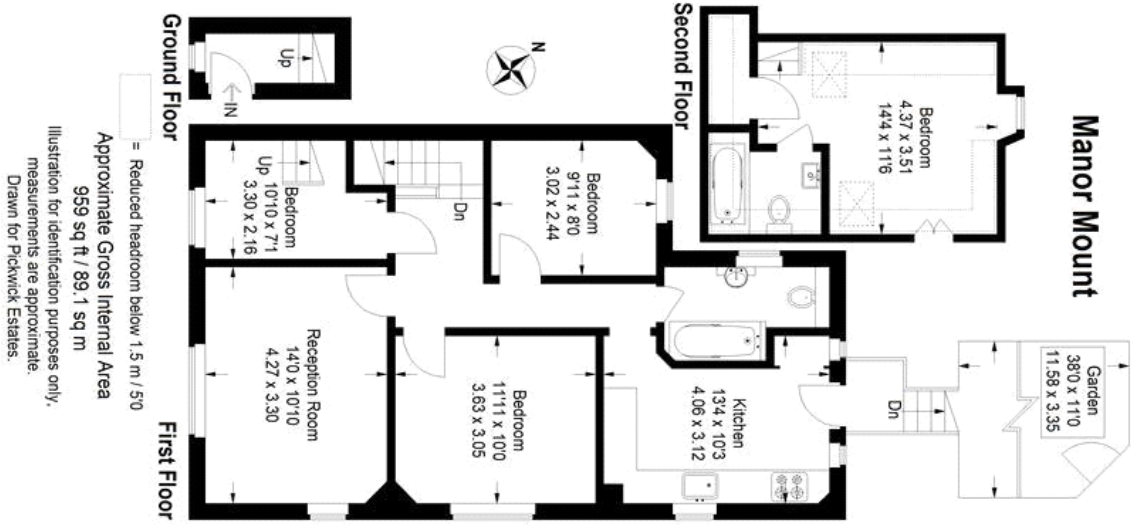 Manor Mount
Garden
38'0 x 11'0
11.58 x 3.35
Second Floor
Bedroom
4.37 x 3.51
14'4 x 11'6
N
Ground Floor
Up
IN
First Floor
Bedroom
9'11 x 8'0
3.02 x 2.44
Dn
Up
Bedroom
10'10 x 7'1
3.30 x 2.16
Reception Room
14'0 x 10'10
4.27 x 3.30
Bedroom
11'11 x 10'0
3.63 x 3.05
Kitchen
13'4 x 10'3
4.06 x 3.12
Dn
= Reduced headroom below 1.5 m / 5'0
Approximate Gross Internal Area
959 sq ft / 89.1 sq m
Illustration for identification purposes only,
measurements are approximate.
Drawn for Pickwick Estates.